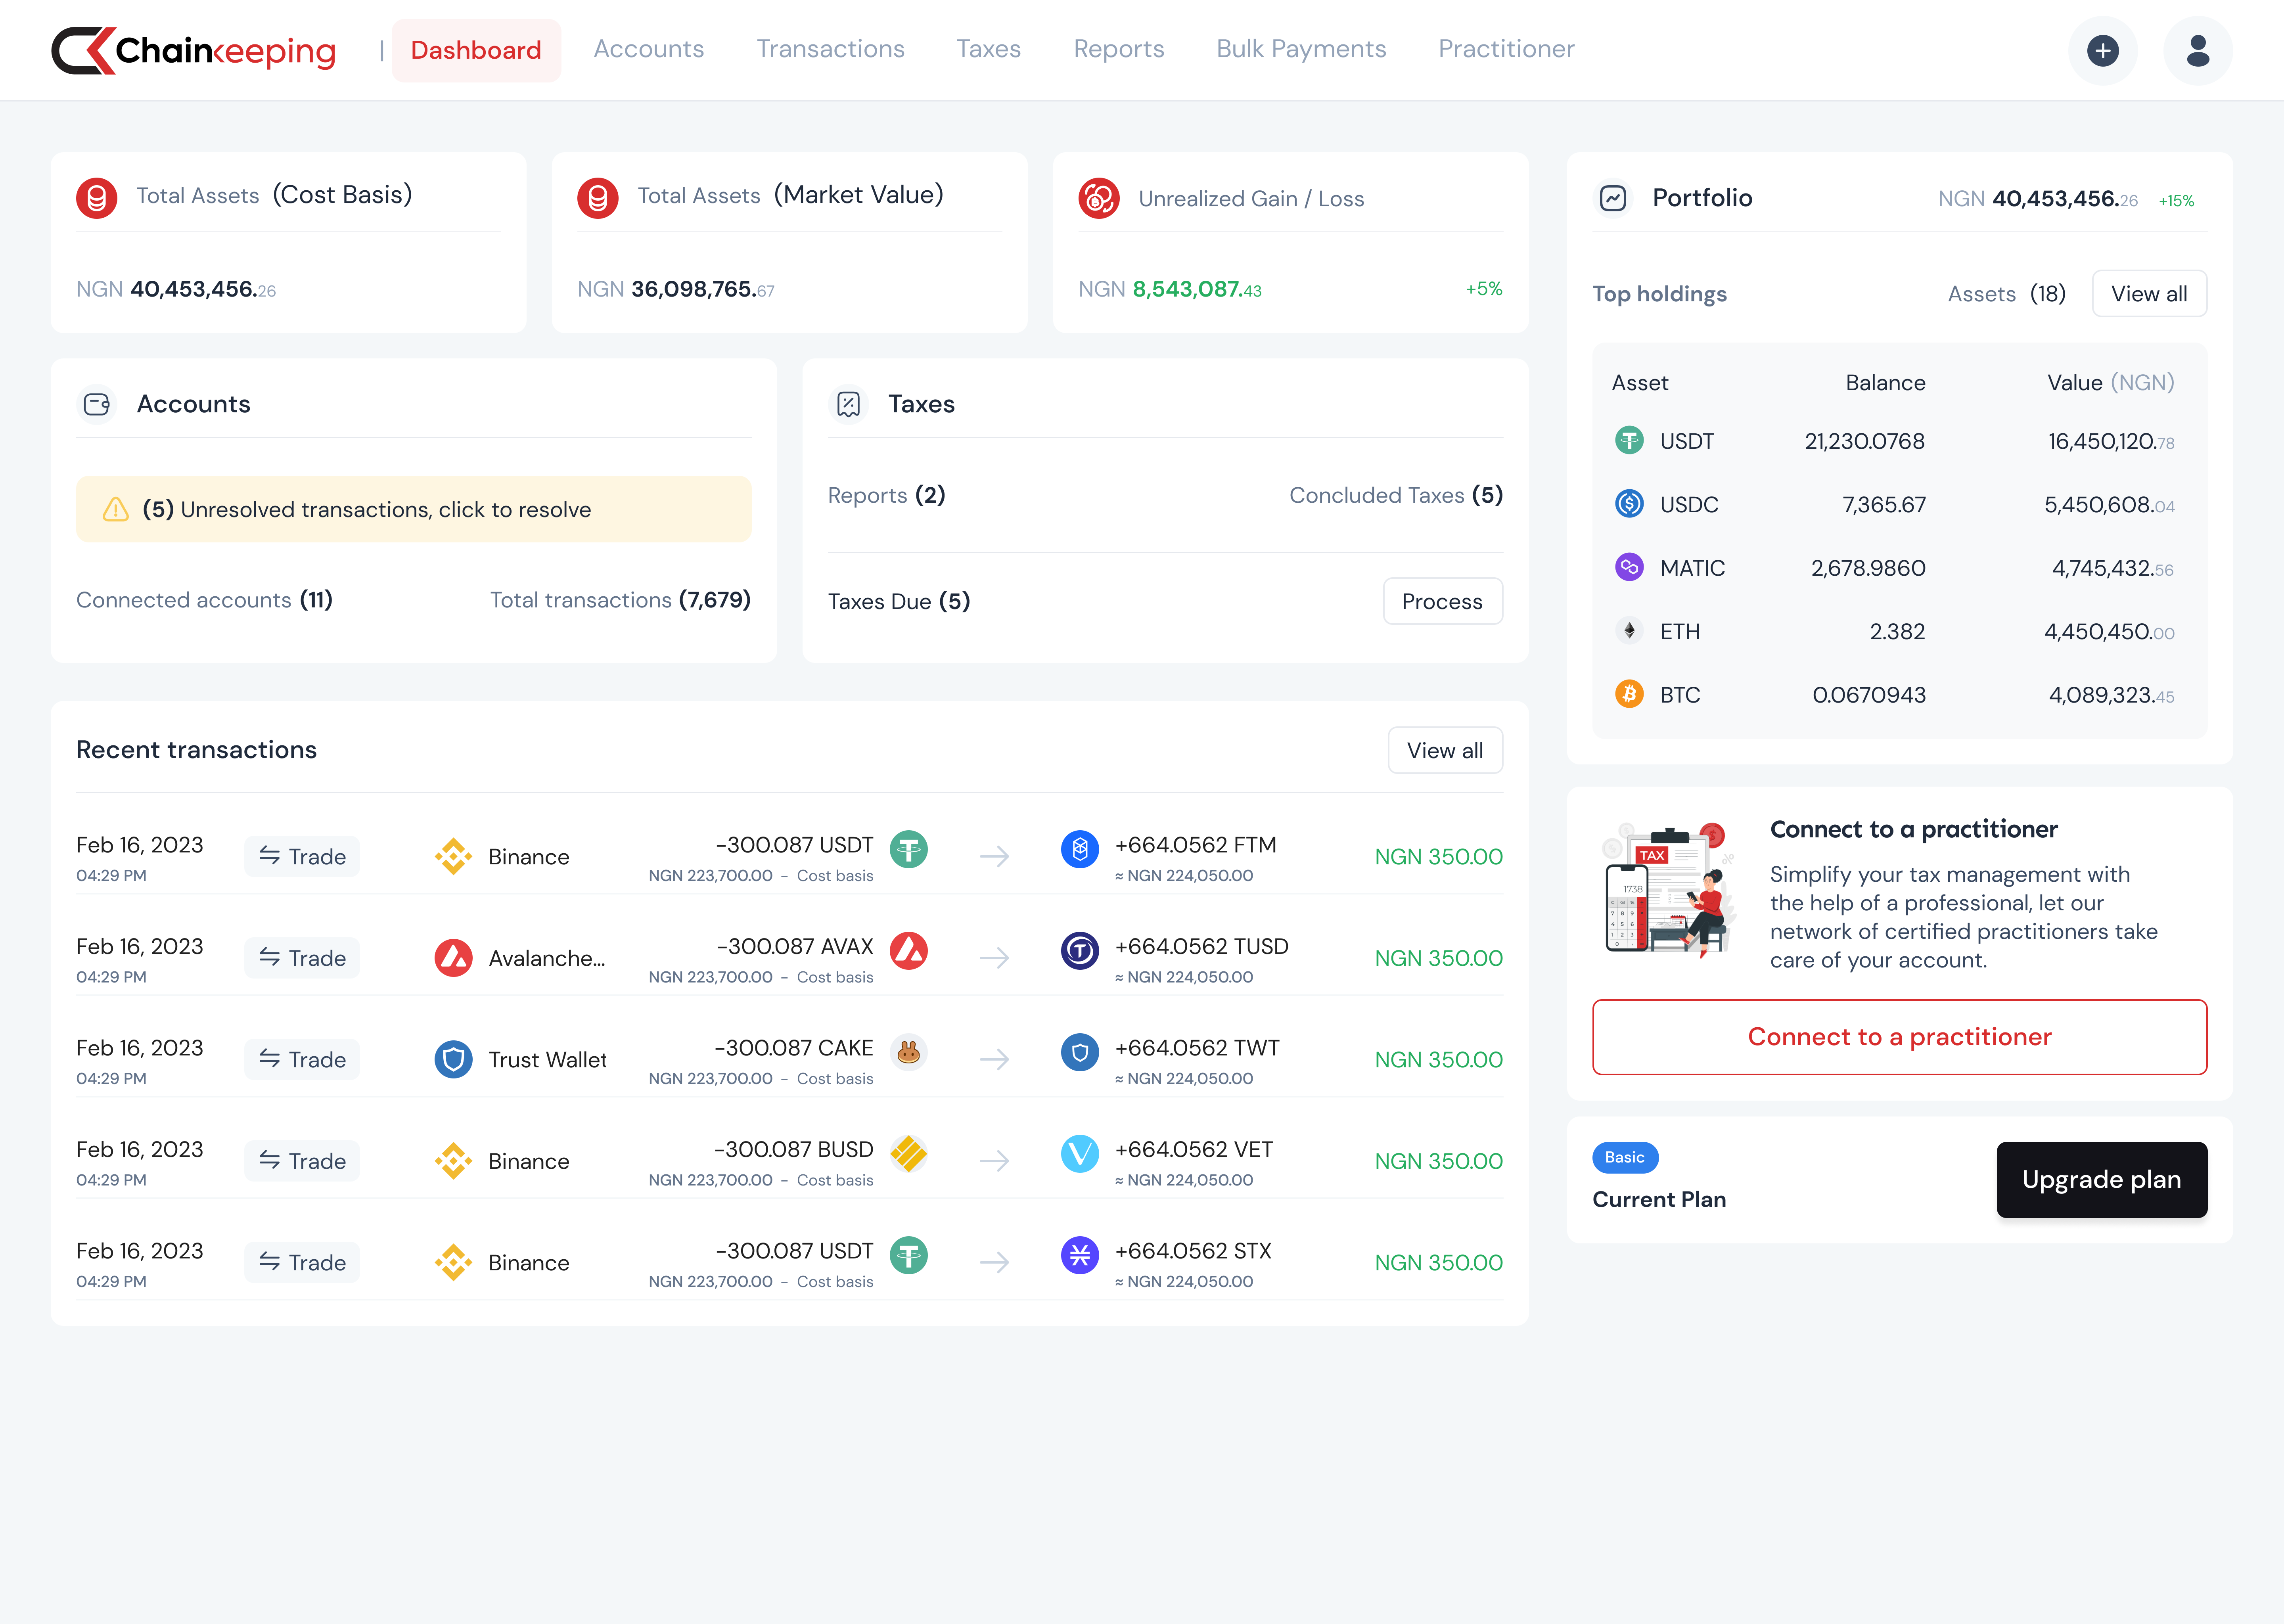 Chainkeeping | Dashboard Accounts Transactions Taxes Reports Bulk Payments Practitioner
Total Assets (Cost Basis)
NGN 40,453,456.26
Total Assets (Market Value)
NGN 36,098,765.67
Unrealized Gain / Loss
NGN 8,543,087.43 +5%
Accounts
(5) Unresolved transactions, click to resolve
Connected accounts (11) Total transactions (7,679)
Taxes
Reports (2) Concluded Taxes (5)
Taxes Due (5) Process
Recent transactions View all
Feb 16, 2023 Trade Binance -300.087 USDT +664.0562 FTM NGN 350.00
04:29 PM NGN 223,700.00 - Cost basis ≈ NGN 224,050.00
Feb 16, 2023 Trade Avalanche... -300.087 AVAX +664.0562 TUSD NGN 350.00
04:29 PM NGN 223,700.00 - Cost basis ≈ NGN 224,050.00
Feb 16, 2023 Trade Trust Wallet -300.087 CAKE +664.0562 TWT NGN 350.00
04:29 PM NGN 223,700.00 - Cost basis ≈ NGN 224,050.00
Feb 16, 2023 Trade Binance -300.087 BUSD +664.0562 VET NGN 350.00
04:29 PM NGN 223,700.00 - Cost basis ≈ NGN 224,050.00
Feb 16, 2023 Trade Binance -300.087 USDT +664.0562 STX NGN 350.00
04:29 PM NGN 223,700.00 - Cost basis ≈ NGN 224,050.00
Portfolio NGN 40,453,456.26 +15%
Top holdings Assets (18) View all
Asset Balance Value (NGN)
USDT 21,230.0768 16,450,120.78
USDC 7,365.67 5,450,608.04
MATIC 2,678.9860 4,745,432.56
ETH 2.382 4,450,450.00
BTC 0.0670943 4,089,323.45
TAX
1738
Connect to a practitioner
Simplify your tax management with
the help of a professional, let our
network of certified practitioners take
care of your account.
Connect to a practitioner
Basic
Current Plan
Upgrade plan